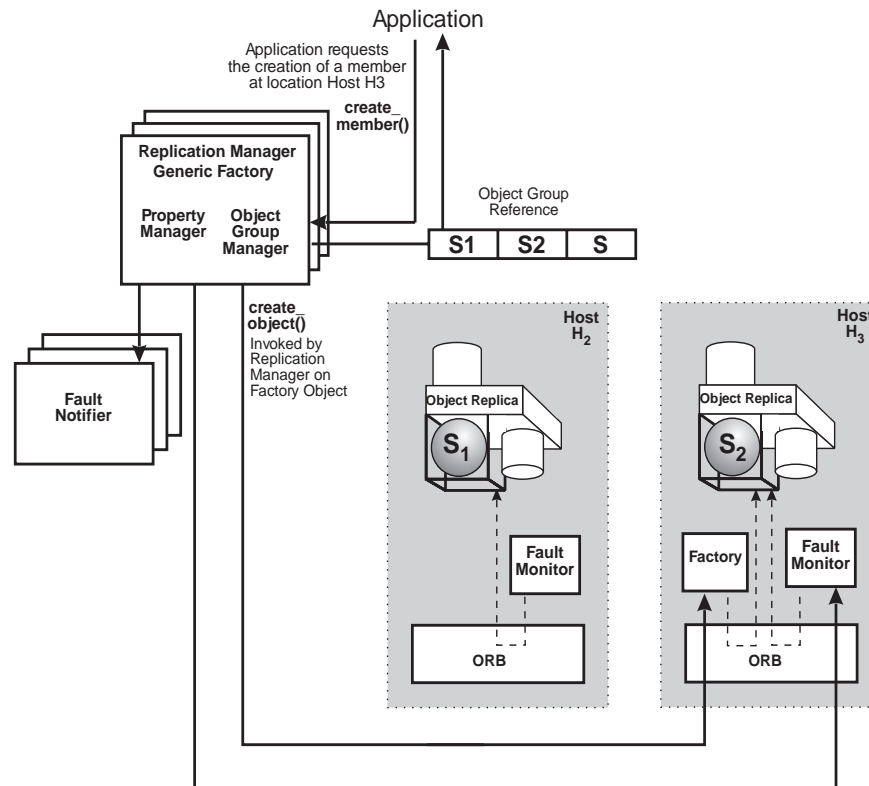 Application
Application requests
the creation of a member
at location Host H3
create_
member()
Replication Manager
Generic Factory
Property
Manager
Object
Group
Manager
Object Group
Reference
S1 S2 S
create_
object()
Invoked by
Replication
Manager on
Factory Object
Fault
Notifier
Host
H2
Object Replica
S1
Fault
Monitor
ORB
Host
H3
Object Replica
S2
Factory
Fault
Monitor
ORB